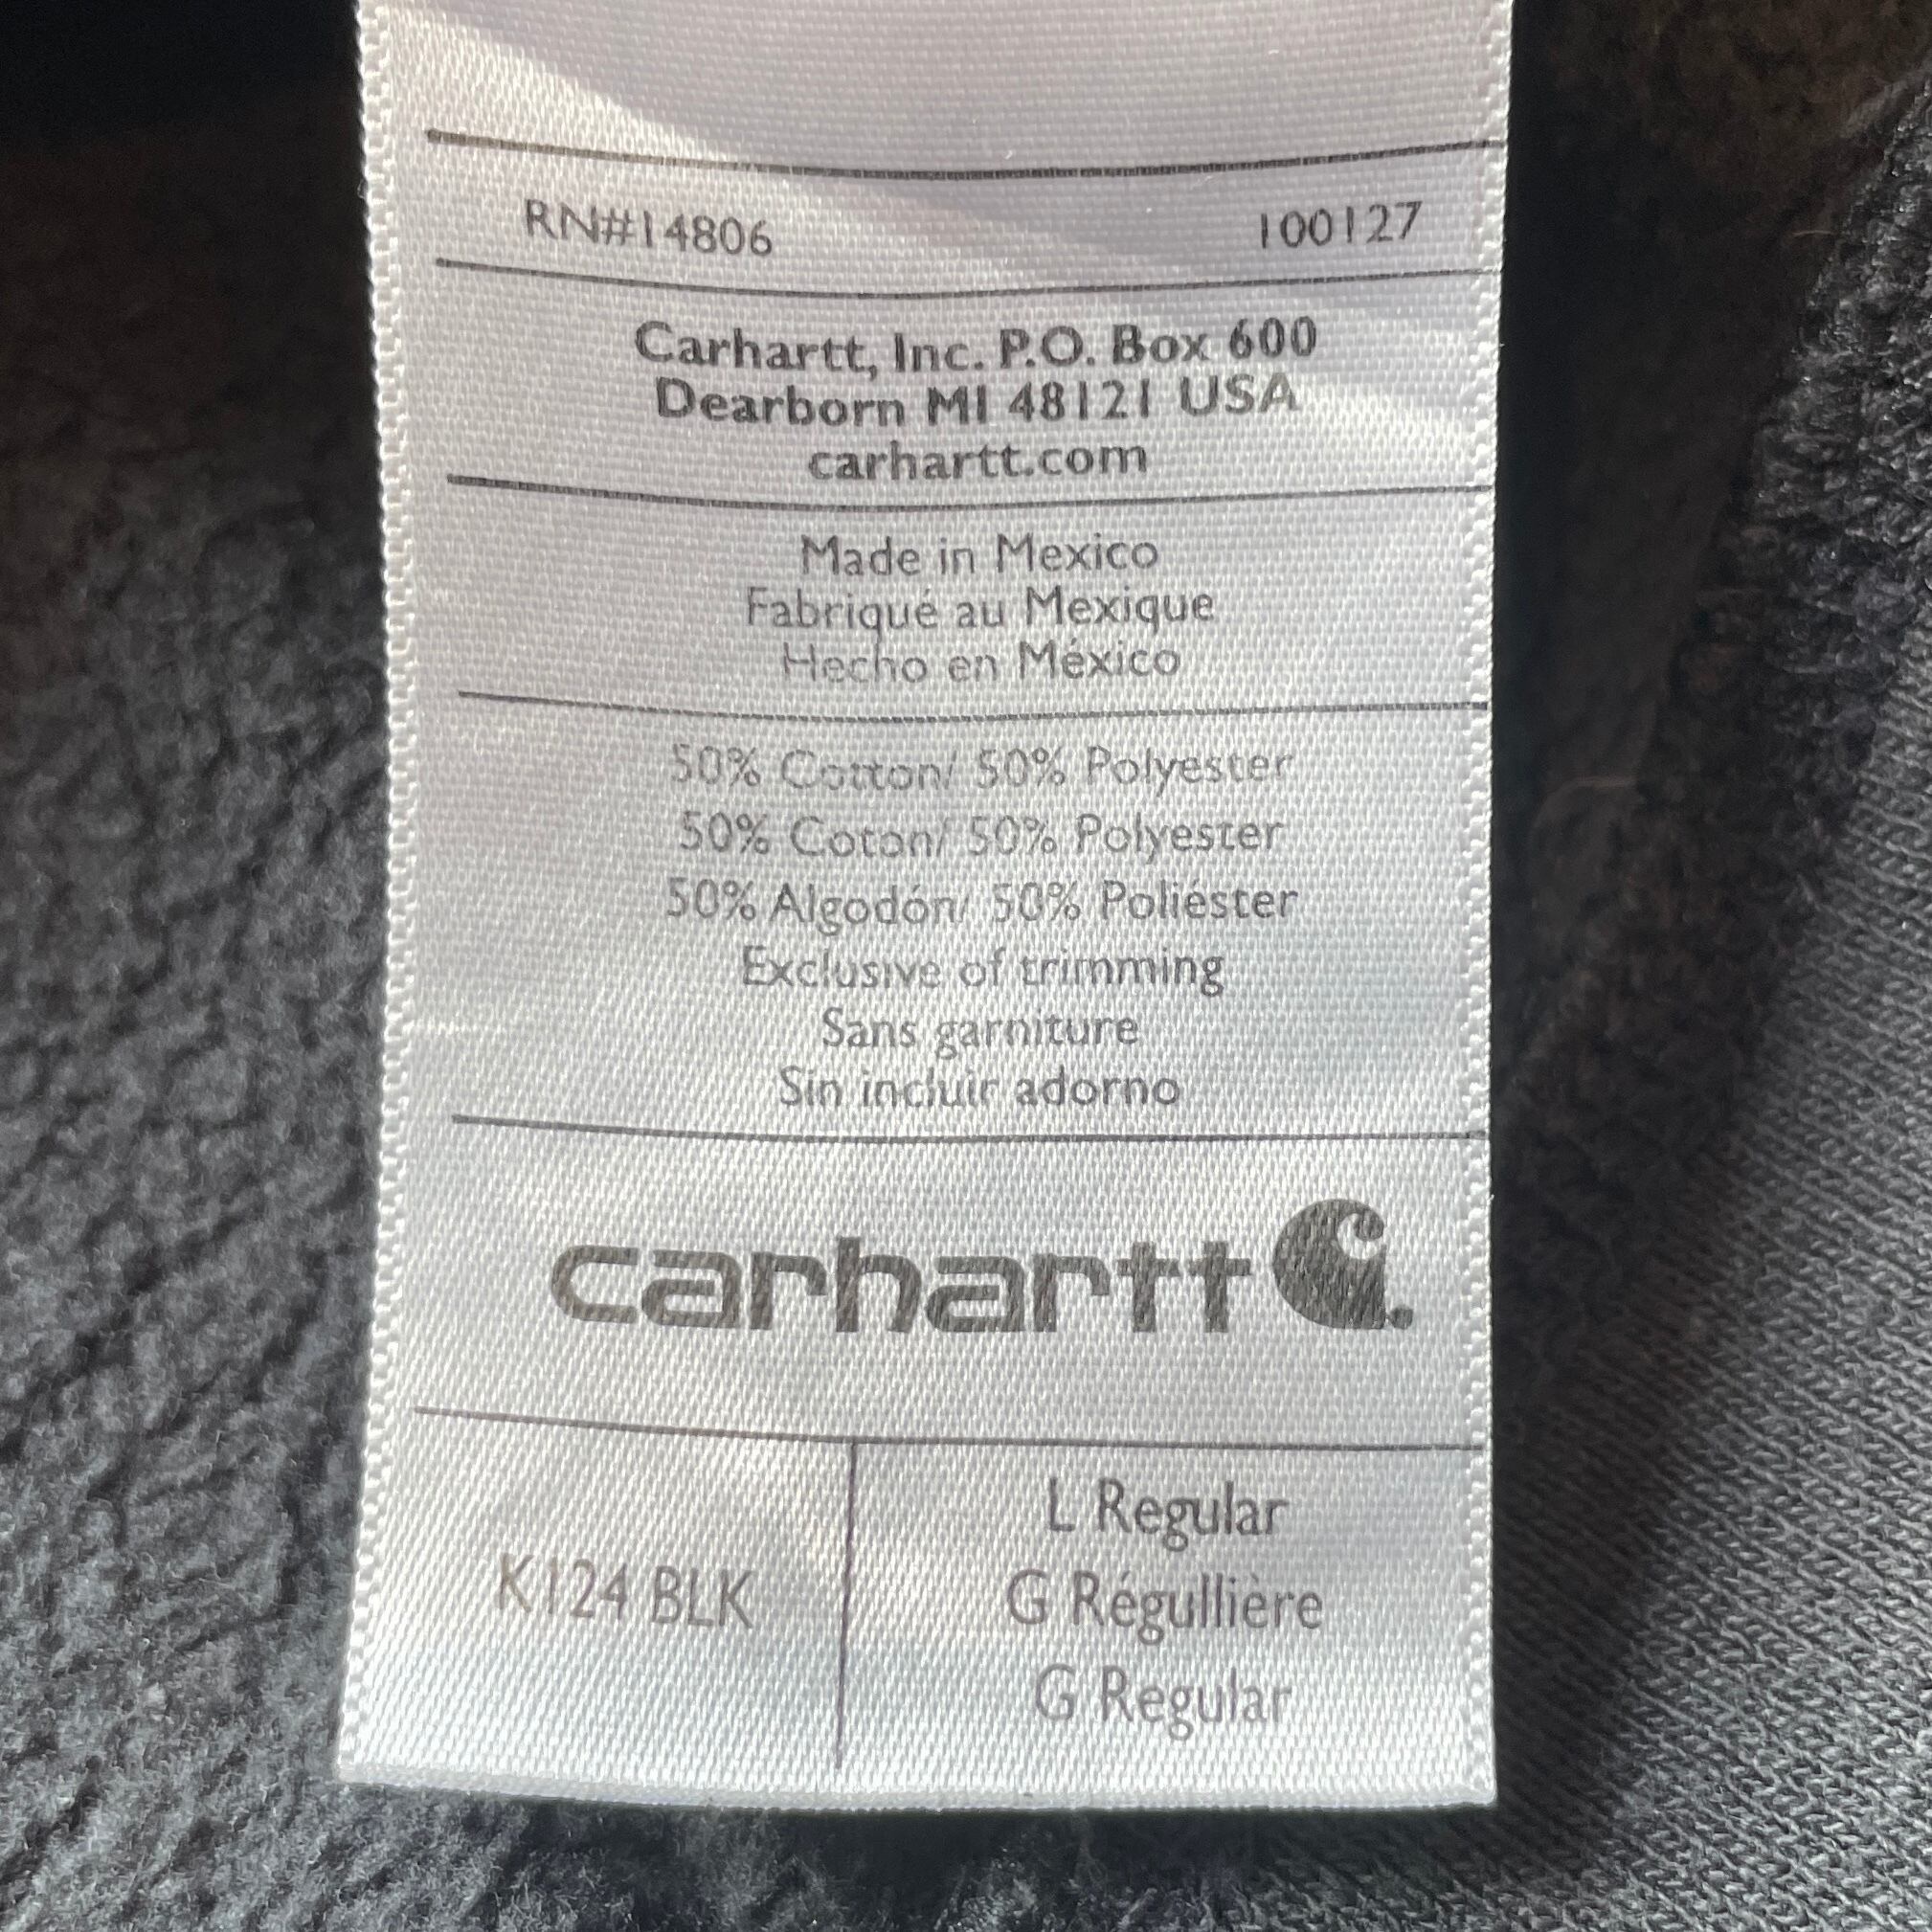 RN#14806 100127
Carhartt, Inc. P.O. Box 600
Dearborn MI 48121 USA
carhartt.com
Made in Mexico
Fabriqué au Mexique
Hecho en México
50% Cotton/ 50% Polyester
50% Coton/ 50% Polyester
50% Algodón/ 50% Poliéster
Exclusive of trimming
Sans garniture
Sin incluir adorno
carhartt
K124 BLK
L Regular
G Régullière
G Regular